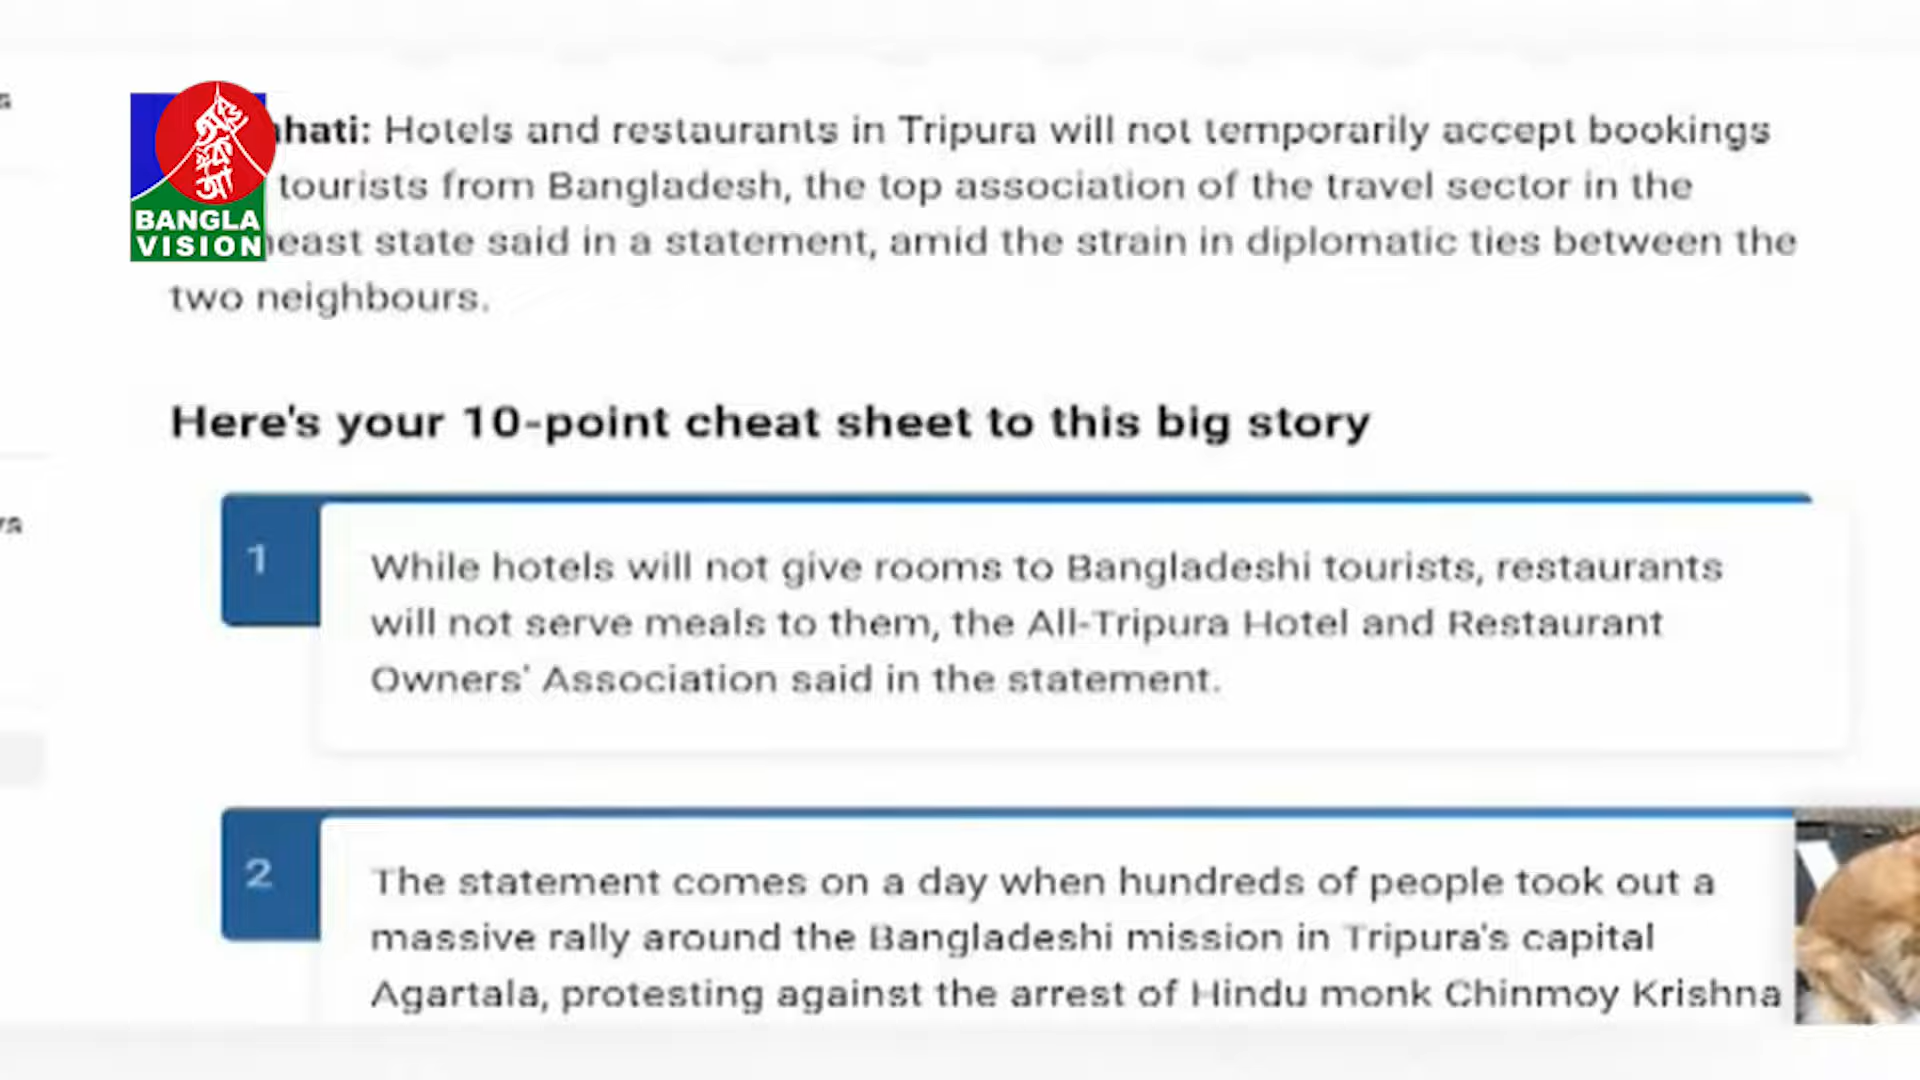 s
hati: Hotels and restaurants in Tripura will not temporarily accept bookings
tourists from Bangladesh, the top association of the travel sector in the
BANGLA
VISION
east state said in a statement, amid the strain in diplomatic ties between the
two neighbours.
Here's your 10-point cheat sheet to this big story
1
While hotels will not give rooms to Bangladeshi tourists, restaurants
will not serve meals to them, the All-Tripura Hotel and Restaurant
Owners' Association said in the statement.
2
The statement comes on a day when hundreds of people took out a
massive rally around the Bangladeshi mission in Tripura's capital
Agartala, protesting against the arrest of Hindu monk Chinmoy Krishna